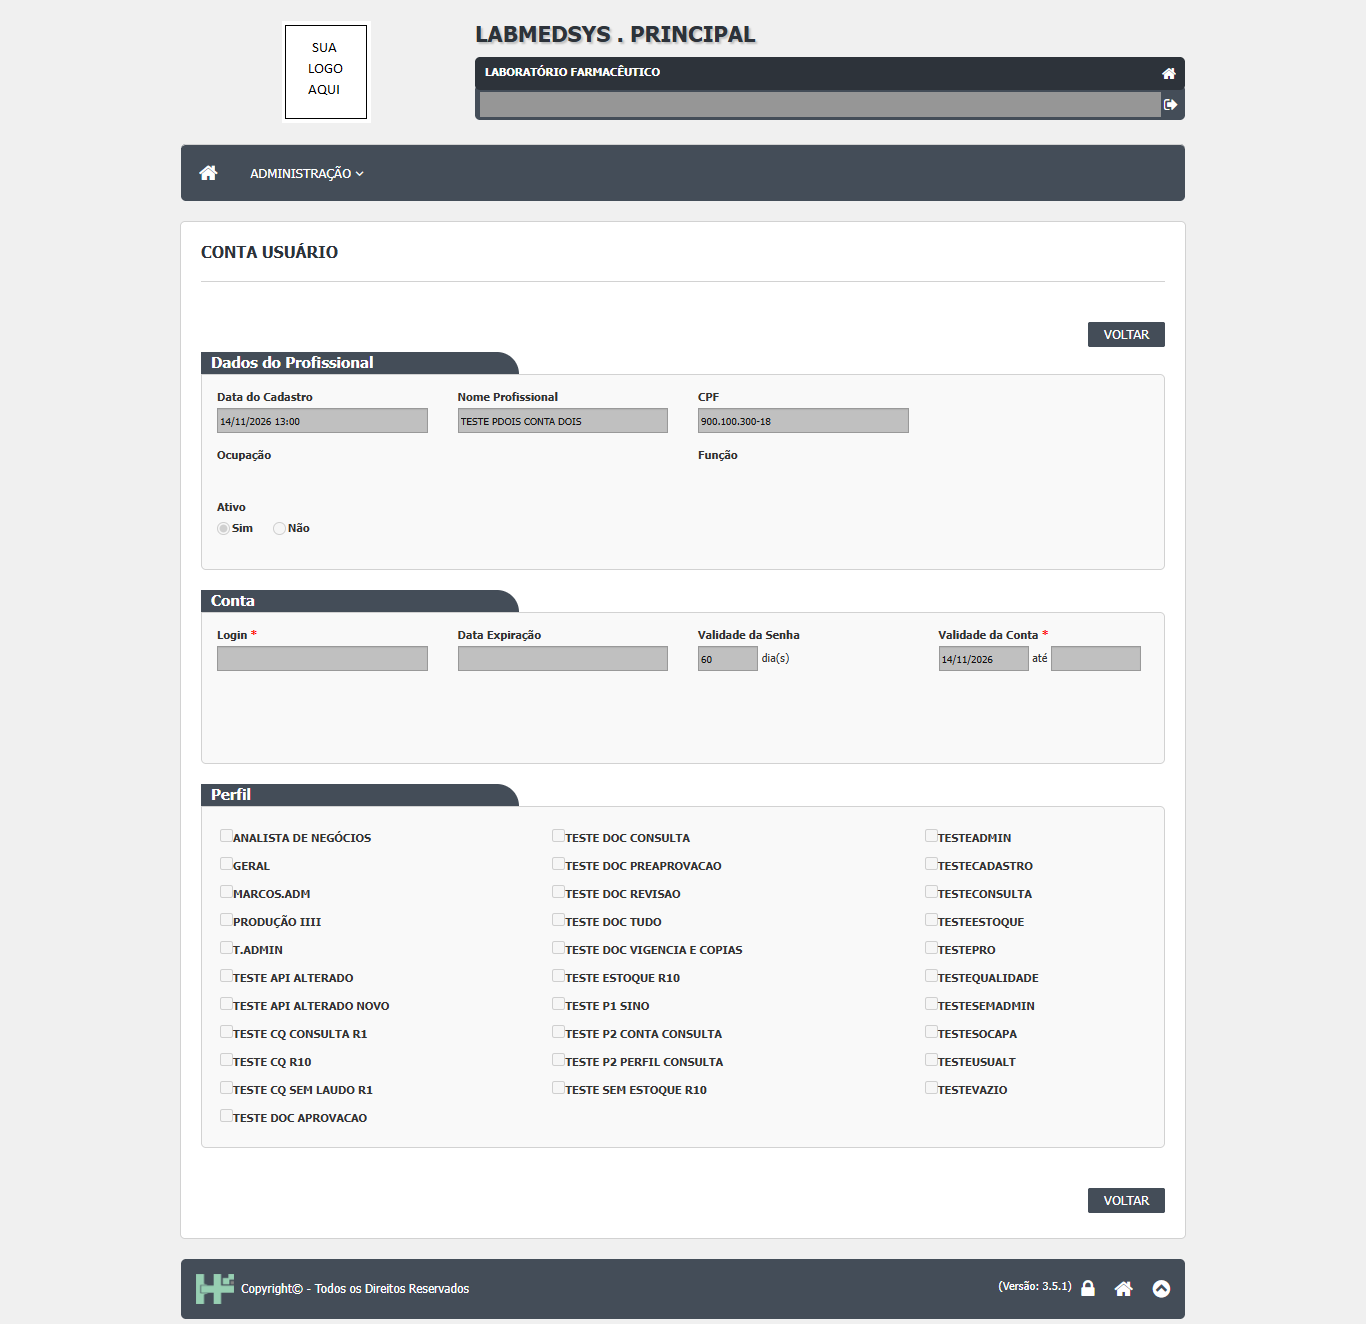 SUA
LOGO
AQUI
LABMEDSYS . PRINCIPAL
LABORATÓRIO FARMACÊUTICO
ADMINISTRAÇÃO
CONTA USUÁRIO
VOLTAR
Dados do Profissional
Data do Cadastro Nome Profissional CPF
14/11/2026 13:00 TESTE PDOIS CONTA DOIS 900.100.300-18
Ocupação Função
Ativo
Sim Não
Conta
Login * Data Expiração Validade da Senha Validade da Conta *
60 dia(s) 14/11/2026 até
Perfil
ANALISTA DE NEGÓCIOS TESTE DOC CONSULTA TESTEADMIN
GERAL TESTE DOC PREAPROVACAO TESTECADASTRO
MARCOS.ADM TESTE DOC REVISAO TESTECONSULTA
PRODUÇÃO IIII TESTE DOC TUDO TESTEESTOQUE
T.ADMIN TESTE DOC VIGENCIA E COPIAS TESTEPRO
TESTE API ALTERADO TESTE ESTOQUE R10 TESTEQUALIDADE
TESTE API ALTERADO NOVO TESTE P1 SINO TESTESEMADMIN
TESTE CQ CONSULTA R1 TESTE P2 CONTA CONSULTA TESTESOCAPA
TESTE CQ R10 TESTE P2 PERFIL CONSULTA TESTEUSUALT
TESTE CQ SEM LAUDO R1 TESTE SEM ESTOQUE R10 TESTEVAZIO
TESTE DOC APROVACAO
VOLTAR
Copyright© - Todos os Direitos Reservados (Versão: 3.5.1)